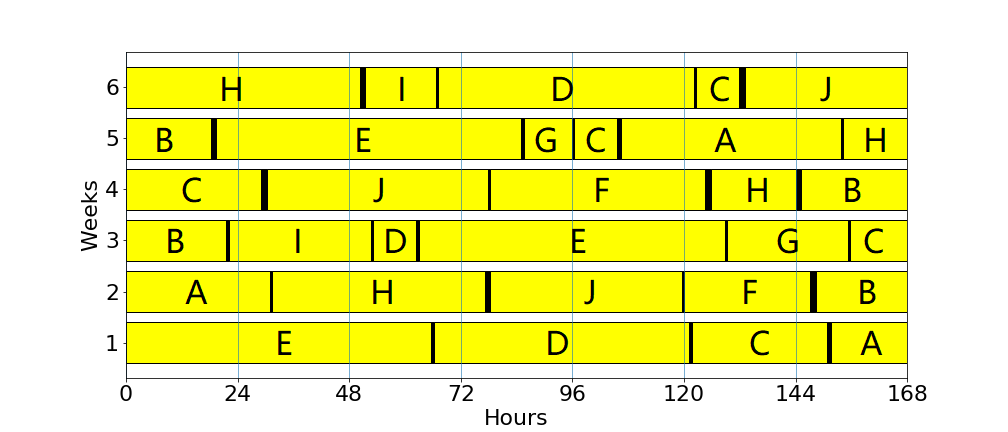 6 H I D C J
5 B E G C A H
4 C J F H B
3 B I D E G C
2 A H J F B
1 E D C A
Weeks
0 24 48 72 96 120 144 168
Hours